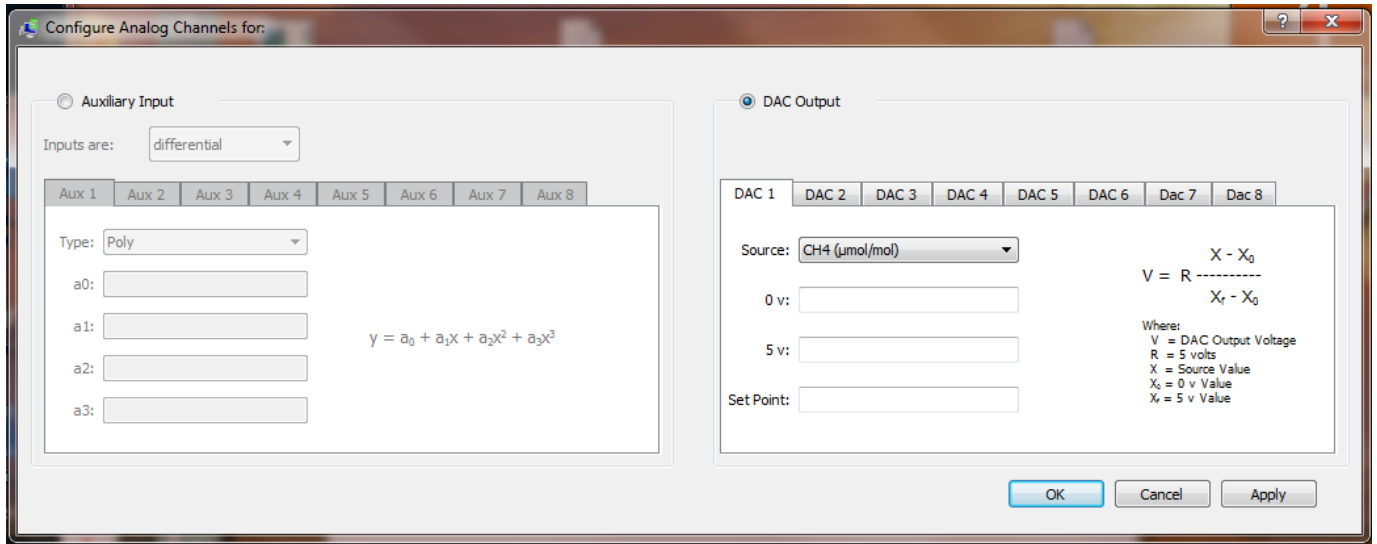 Configure Analog Channels for:
Auxiliary Input
Inputs are: differential
Aux 1 Aux 2 Aux 3 Aux 4 Aux 5 Aux 6 Aux 7 Aux 8
Type: Poly
a0:
a1:
a2:
a3:
y = a₀ + a₁x + a₂x² + a₃x³
DAC Output
DAC 1 DAC 2 DAC 3 DAC 4 DAC 5 DAC 6 Dac 7 Dac 8
Source: CH4 (µmol/mol)
0 v:
5 v:
Set Point:
X - X₀
V = R ----------
Xf - X₀
Where:
V = DAC Output Voltage
R = 5 volts
X = Source Value
X₀ = 0 v Value
Xf = 5 v Value
OK Cancel Apply